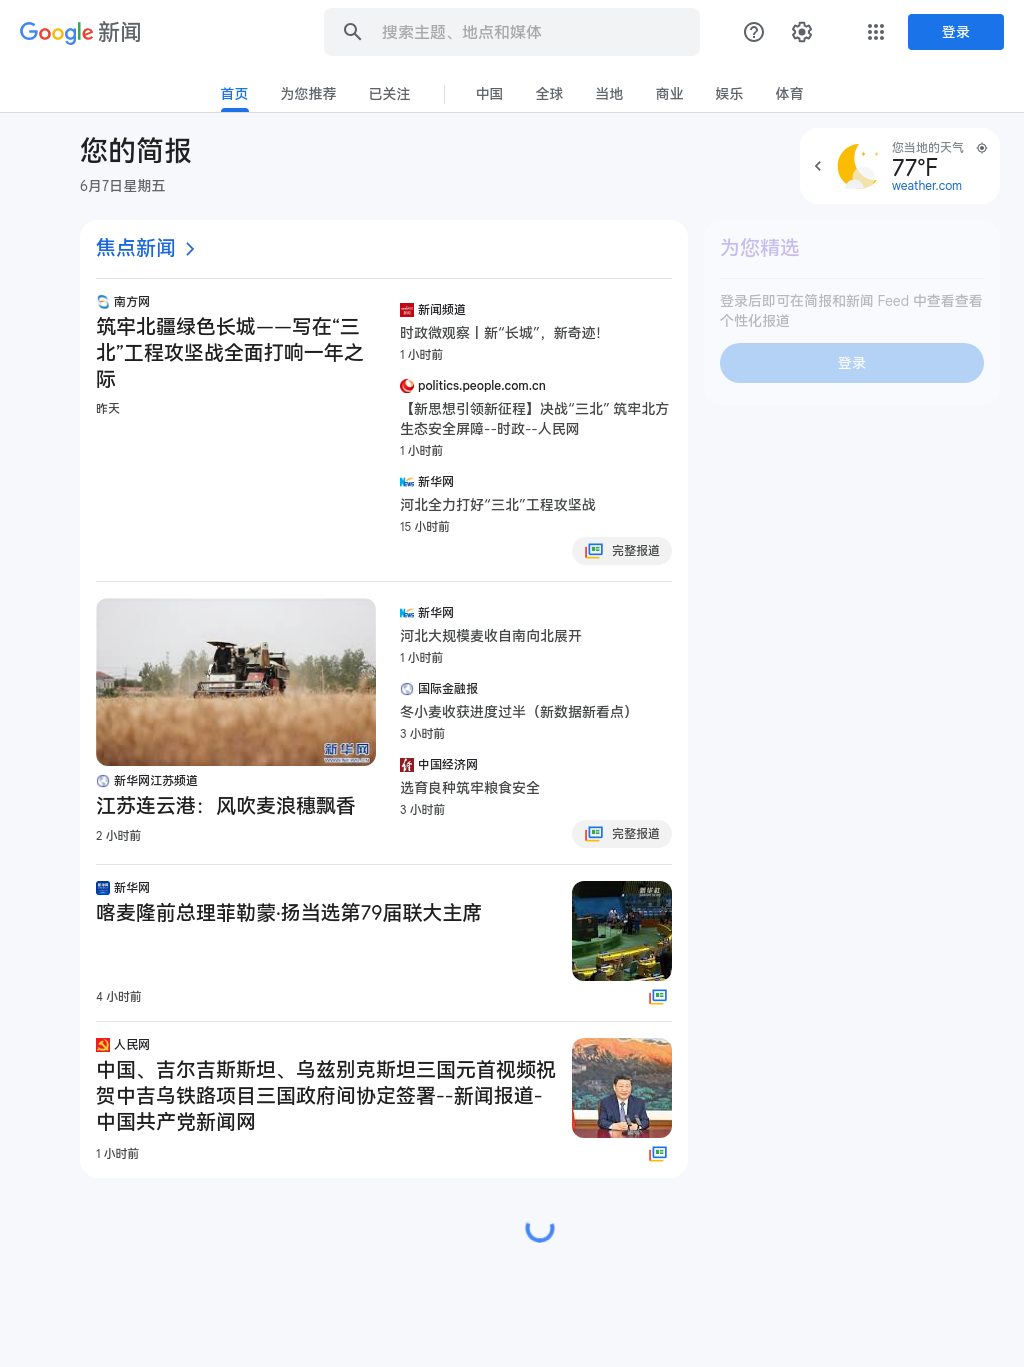 Google 新闻
搜索主题、地点和媒体
登录
首页
为您推荐
已关注
中国
全球
当地
商业
娱乐
体育
您的简报
6月7日星期五
您当地的天气
77°F
weather.com
焦点新闻
南方网
筑牢北疆绿色长城——写在“三
北”工程攻坚战全面打响一年之
际
昨天
新闻频道
时政微观察丨新“长城”，新奇迹！
1 小时前
politics.people.com.cn
【新思想引领新征程】决战“三北” 筑牢北方
生态安全屏障--时政--人民网
1 小时前
新华网
河北全力打好“三北”工程攻坚战
15 小时前
完整报道
为您精选
登录后即可在简报和新闻 Feed 中查看查看
个性化报道
登录
新华网
新华网江苏频道
江苏连云港：风吹麦浪穗飘香
2 小时前
新华网
河北大规模麦收自南向北展开
1 小时前
国际金融报
冬小麦收获进度过半（新数据新看点）
3 小时前
中国经济网
选育良种筑牢粮食安全
3 小时前
完整报道
新华网
喀麦隆前总理菲勒蒙·扬当选第79届联大主席
4 小时前
新华社
人民网
中国、吉尔吉斯斯坦、乌兹别克斯坦三国元首视频祝
贺中吉乌铁路项目三国政府间协定签署--新闻报道-
中国共产党新闻网
1 小时前